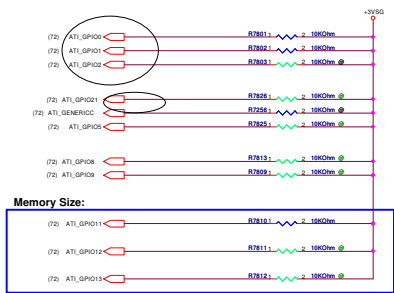 +3VSG
(72) ATI_GPIO0 R7801 1 2 10KOhm
(72) ATI_GPIO1 R7802 1 2 10KOhm
(72) ATI_GPIO2 R7803 1 2 10KOhm @
(72) ATI_GPIO21 R7826 1 2 10KOhm @
(72) ATI_GENERICC R7256 1 2 10KOhm @
(72) ATI_GPIO5 R7825 1 2 10KOhm @
(72) ATI_GPIO8 R7813 1 2 10KOhm @
(72) ATI_GPIO9 R7809 1 2 10KOhm @
Memory Size:
(72) ATI_GPIO11 R7810 1 2 10KOhm
(72) ATI_GPIO12 R7811 1 2 10KOhm @
(72) ATI_GPIO13 R7812 1 2 10KOhm @